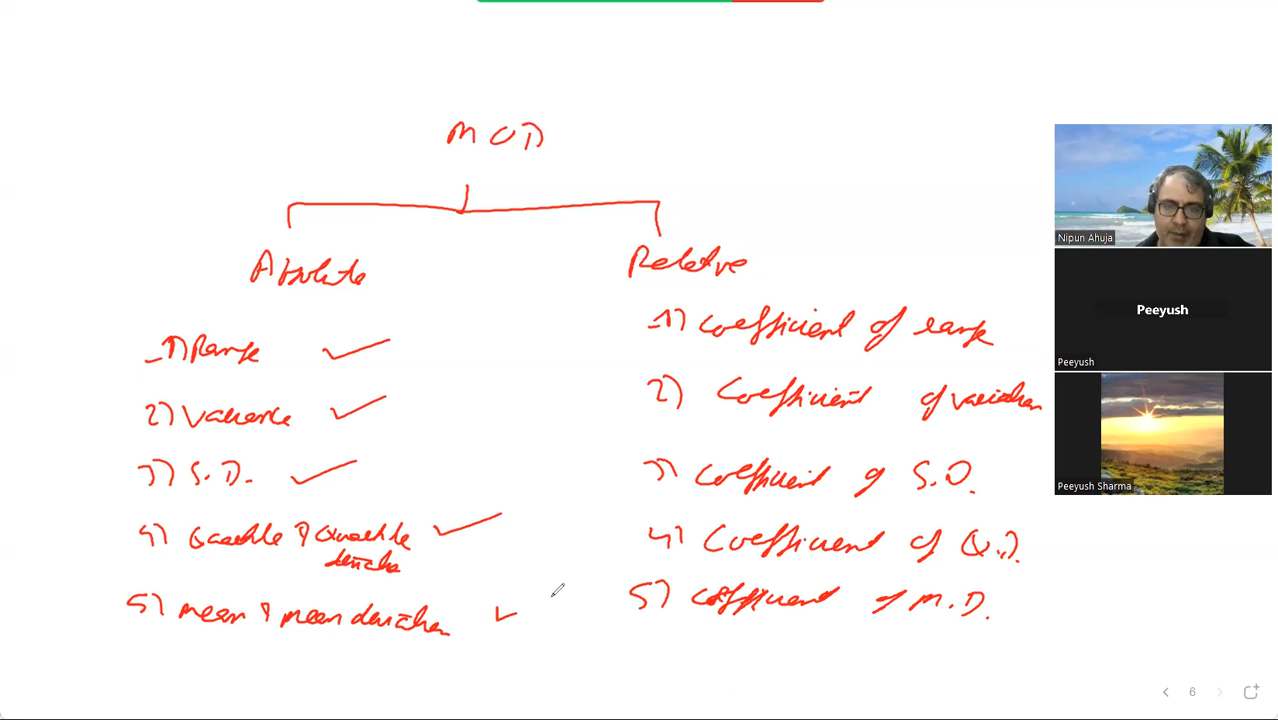 MOD
Absolute
Relative
1) Range
2) Variance
3) S.D.
4) Quartile & Quartile
deviation
5) mean & mean deviation
1) coefficient of range
2) Coefficient of variation
3) coefficient of S.D.
4) Coefficient of Q.D.
5) coefficient of M.D.
Nipun Ahuja
Peeyush
Peeyush
Peeyush Sharma
6